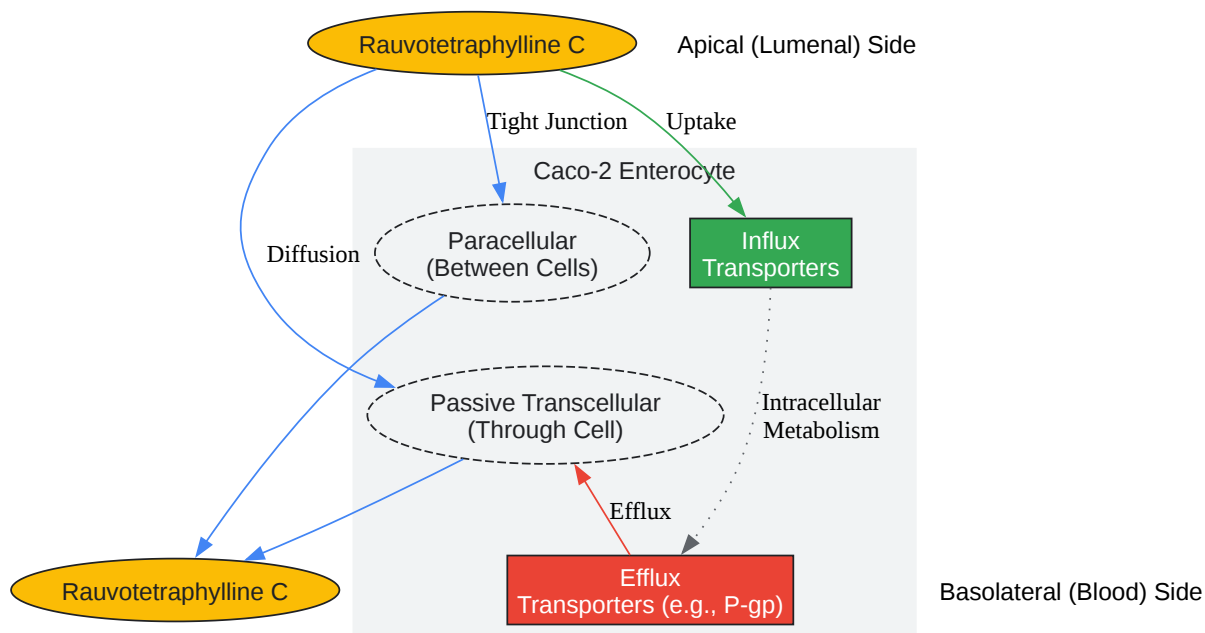 Rauvotetraphylline C
Apical (Lumenal) Side
Tight Junction
Uptake
Caco-2 Enterocyte
Diffusion
Paracellular
(Between Cells)
Influx
Transporters
Passive Transcellular
(Through Cell)
Intracellular
Metabolism
Efflux
Rauvotetraphylline C
Efflux
Transporters (e.g., P-gp)
Basolateral (Blood) Side